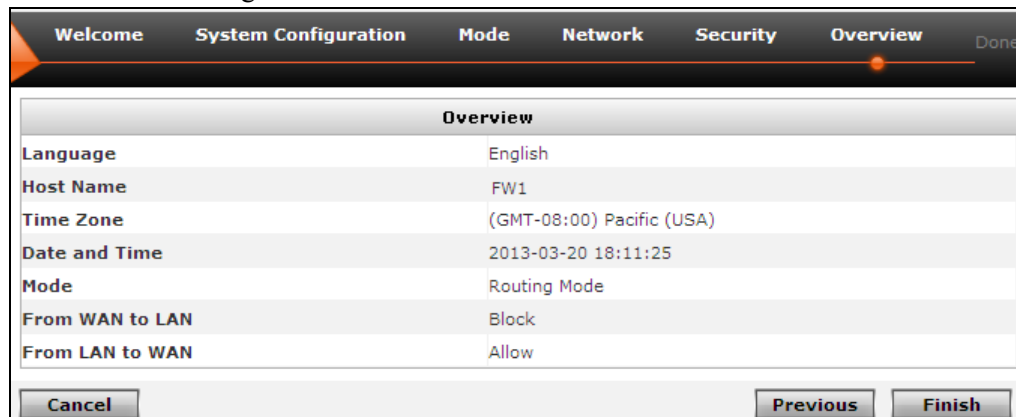 Welcome System Configuration Mode Network Security Overview Done
Overview
Language English
Host Name FW1
Time Zone (GMT-08:00) Pacific (USA)
Date and Time 2013-03-20 18:11:25
Mode Routing Mode
From WAN to LAN Block
From LAN to WAN Allow
Cancel Previous Finish